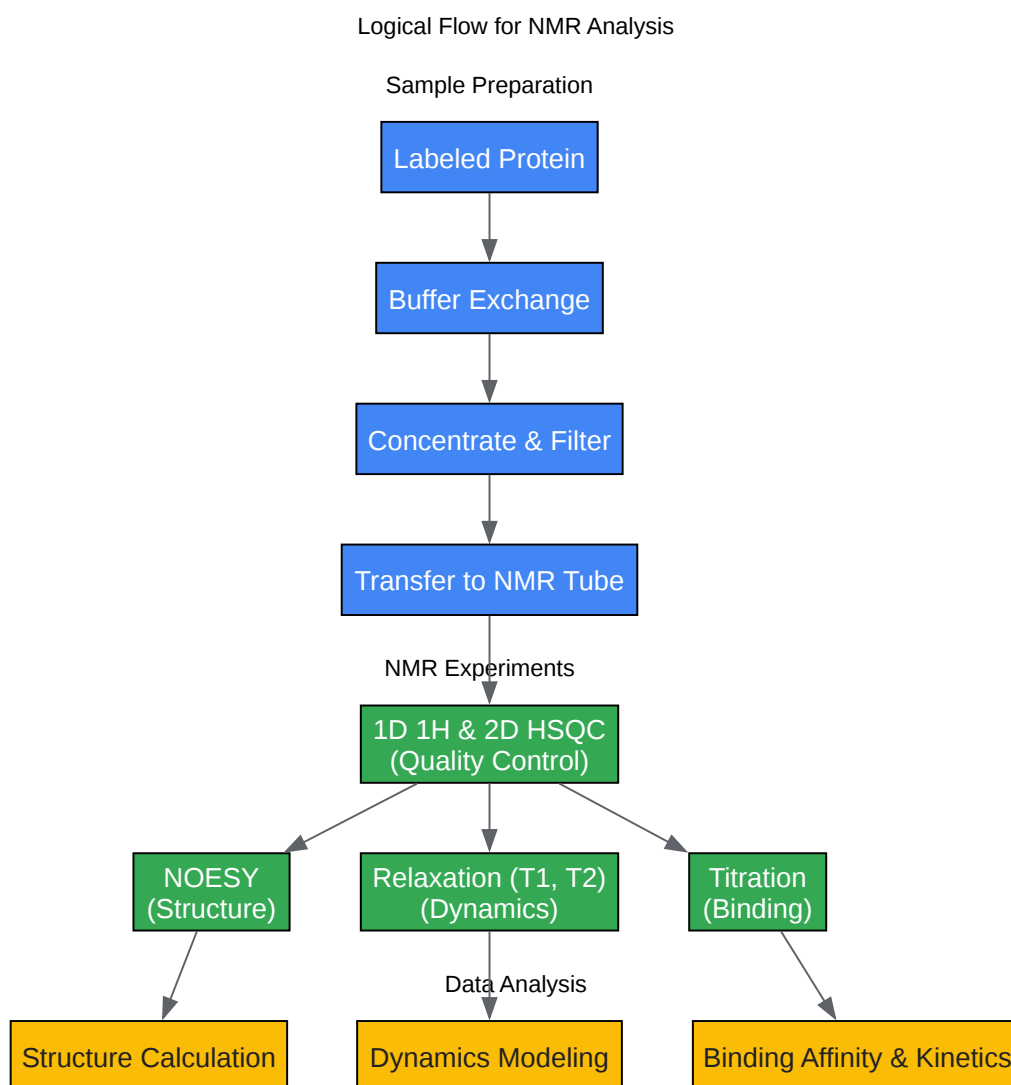 Logical Flow for NMR Analysis
Sample Preparation
Labeled Protein
Buffer Exchange
Concentrate & Filter
Transfer to NMR Tube
NMR Experiments
1D 1H & 2D HSQC
(Quality Control)
NOESY
(Structure)
Relaxation (T1, T2)
(Dynamics)
Titration
(Binding)
Data Analysis
Structure Calculation
Dynamics Modeling
Binding Affinity & Kinetics